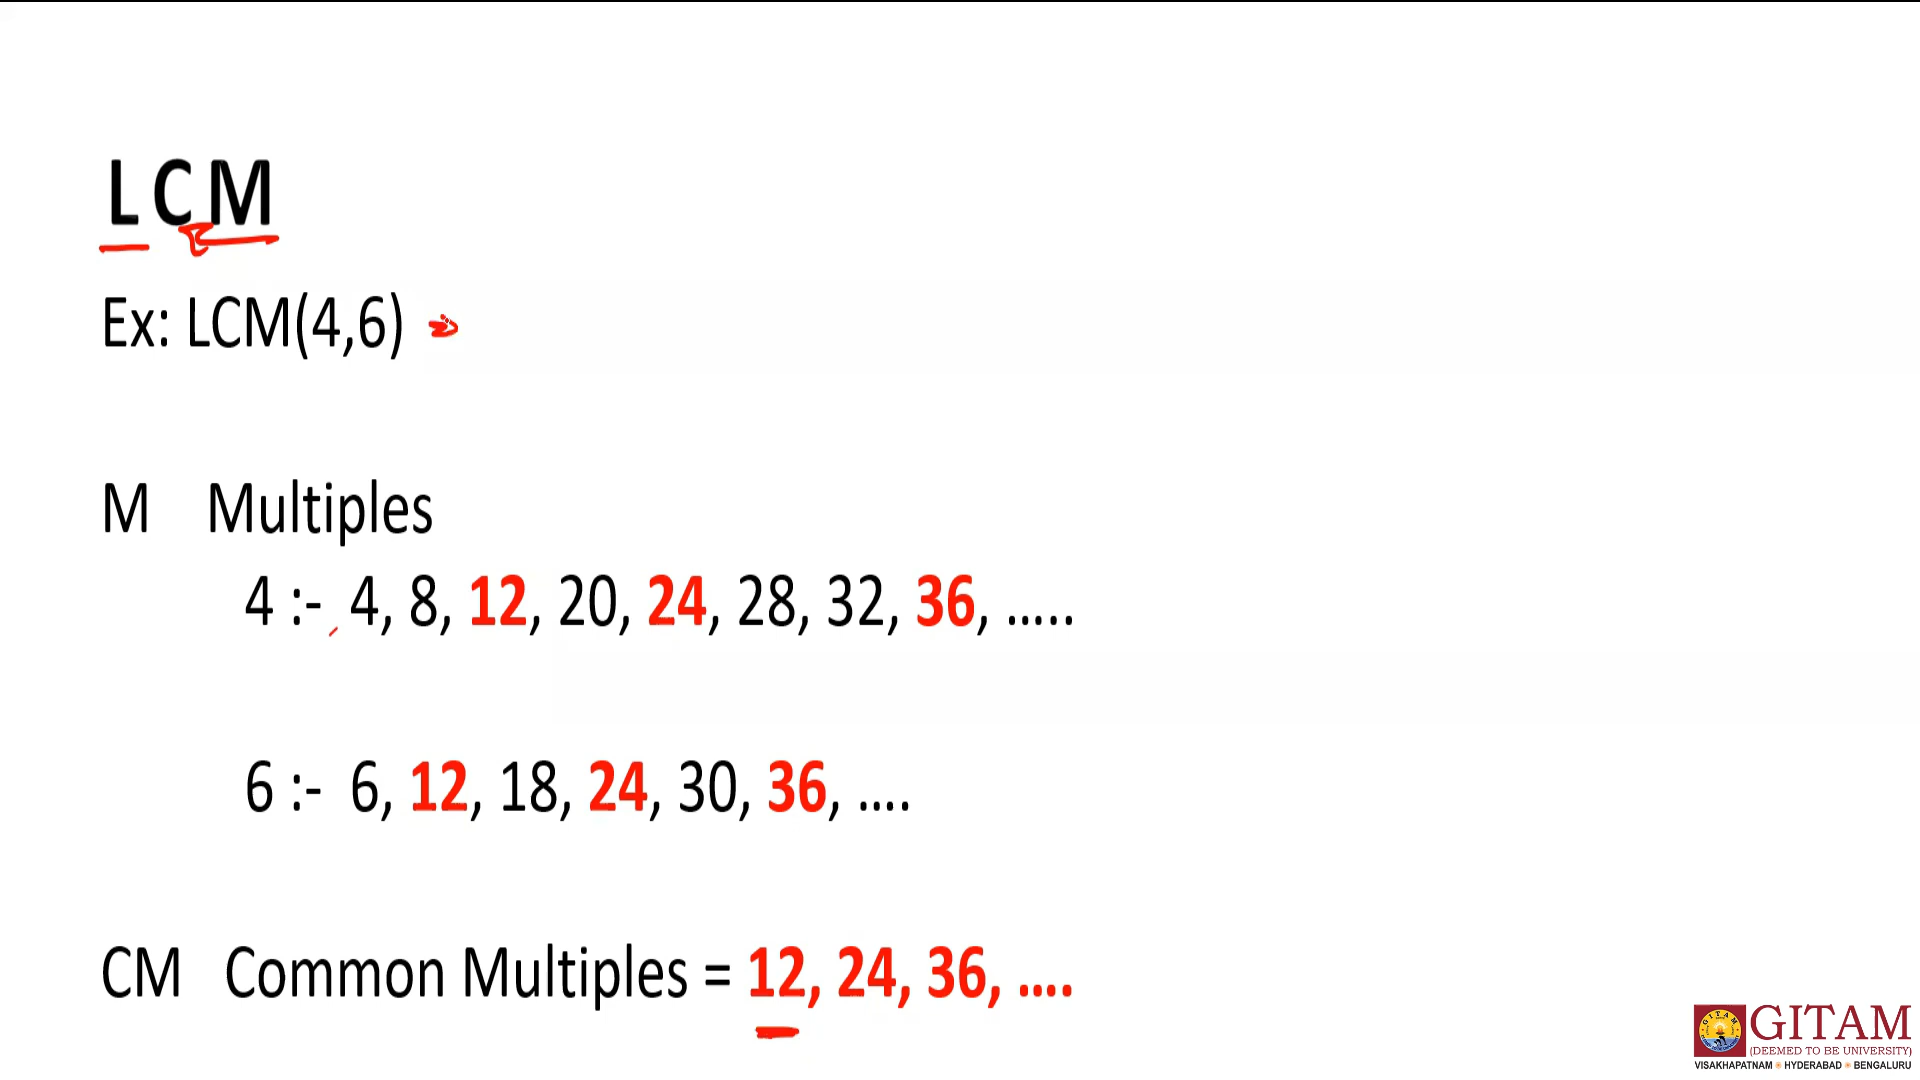 LCM
Ex: LCM(4,6)
M Multiples
4 :- 4, 8, 12, 20, 24, 28, 32, 36, .....
6 :- 6, 12, 18, 24, 30, 36, ....
CM Common Multiples = 12, 24, 36, ....
GITAM
GITAM
(DEEMED TO BE UNIVERSITY)
VISAKHAPATNAM * HYDERABAD * BENGALURU